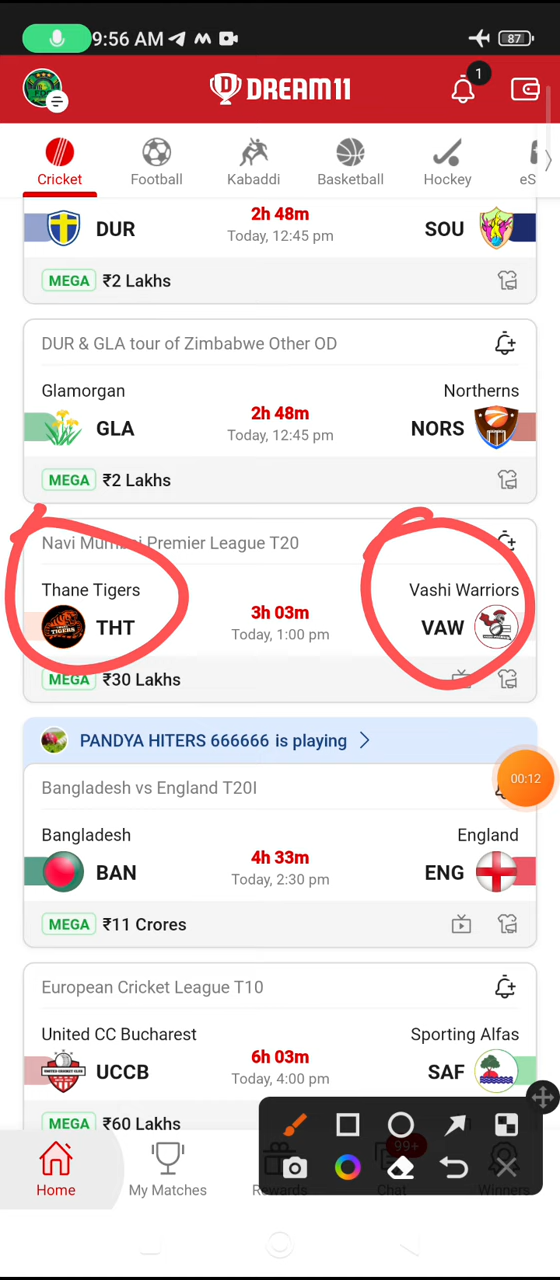 9:56 AM
87
DREAM11
1
Cricket
Football
Kabaddi
Basketball
Hockey
eS
DUR
2h 48m
SOU
Today, 12:45 pm
MEGA ₹2 Lakhs
DUR & GLA tour of Zimbabwe Other OD
Glamorgan
Northerns
GLA
2h 48m
NORS
Today, 12:45 pm
MEGA ₹2 Lakhs
Navi Mumbai Premier League T20
Thane Tigers
Vashi Warriors
THT
3h 03m
VAW
Today, 1:00 pm
MEGA ₹30 Lakhs
PANDYA HITERS 666666 is playing
00:12
Bangladesh vs England T20I
Bangladesh
England
BAN
4h 33m
ENG
Today, 2:30 pm
MEGA ₹11 Crores
European Cricket League T10
United CC Bucharest
Sporting Alfas
UCCB
6h 03m
SAF
Today, 4:00 pm
MEGA ₹60 Lakhs
99+
Home
My Matches
Rewards
Chat
Winners